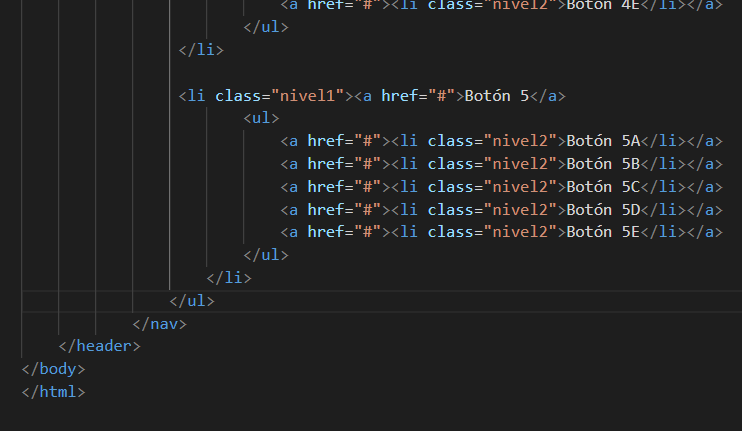 <a href="#"><li class="nivel2">Botón 4E</li></a>
</ul>
</li>
<li class="nivel1"><a href="#">Botón 5</a>
<ul>
<a href="#"><li class="nivel2">Botón 5A</li></a>
<a href="#"><li class="nivel2">Botón 5B</li></a>
<a href="#"><li class="nivel2">Botón 5C</li></a>
<a href="#"><li class="nivel2">Botón 5D</li></a>
<a href="#"><li class="nivel2">Botón 5E</li></a>
</ul>
</li>
</ul>
</nav>
</header>
</body>
</html>